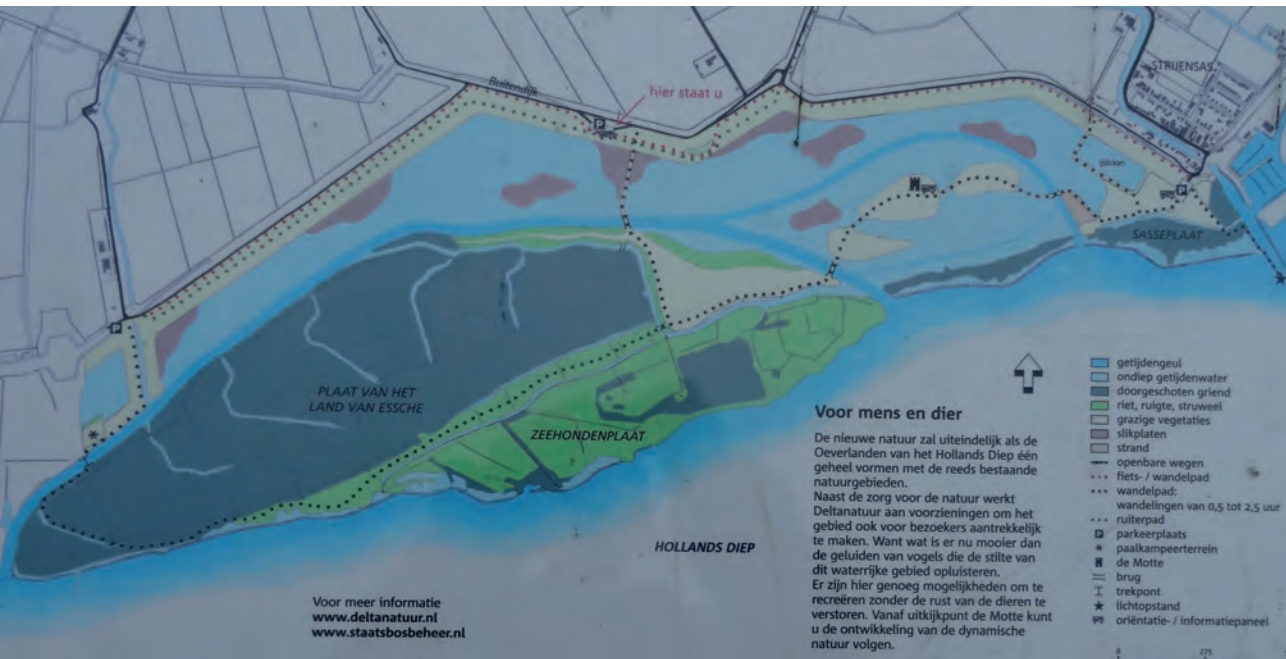 Buitendijk
hier staat u
STRIJENSAS
P
P
P
ijsbaan
SASSEPLAAT
PLAAT VAN HET
LAND VAN ESSCHE
ZEEHONDENPLAAT
HOLLANDS DIEP
Voor meer informatie
www.deltanatuur.nl
www.staatsbosbeheer.nl
Voor mens en dier
De nieuwe natuur zal uiteindelijk als de
Oeverlanden van het Hollands Diep één
geheel vormen met de reeds bestaande
natuurgebieden.
Naast de zorg voor de natuur werkt
Deltanatuur aan voorzieningen om het
gebied ook voor bezoekers aantrekkelijk
te maken. Want wat is er nu mooier dan
de geluiden van vogels die de stilte van
dit waterrijke gebied opluisteren.
Er zijn hier genoeg mogelijkheden om te
recreëren zonder de rust van de dieren te
verstoren. Vanaf uitkijkpunt de Motte kunt
u de ontwikkeling van de dynamische
natuur volgen.
getijdengeul
ondiep getijdenwater
doorgeschoten griend
riet, ruigte, struweel
grazige vegetaties
slikplaten
strand
openbare wegen
fiets- / wandelpad
wandelpad:
wandelingen van 0,5 tot 2,5 uur
ruiterpad
P parkeerplaats
paalkampeerterrein
de Motte
brug
trekpont
lichtopstand
oriëntatie- / informatiepaneel
0 275